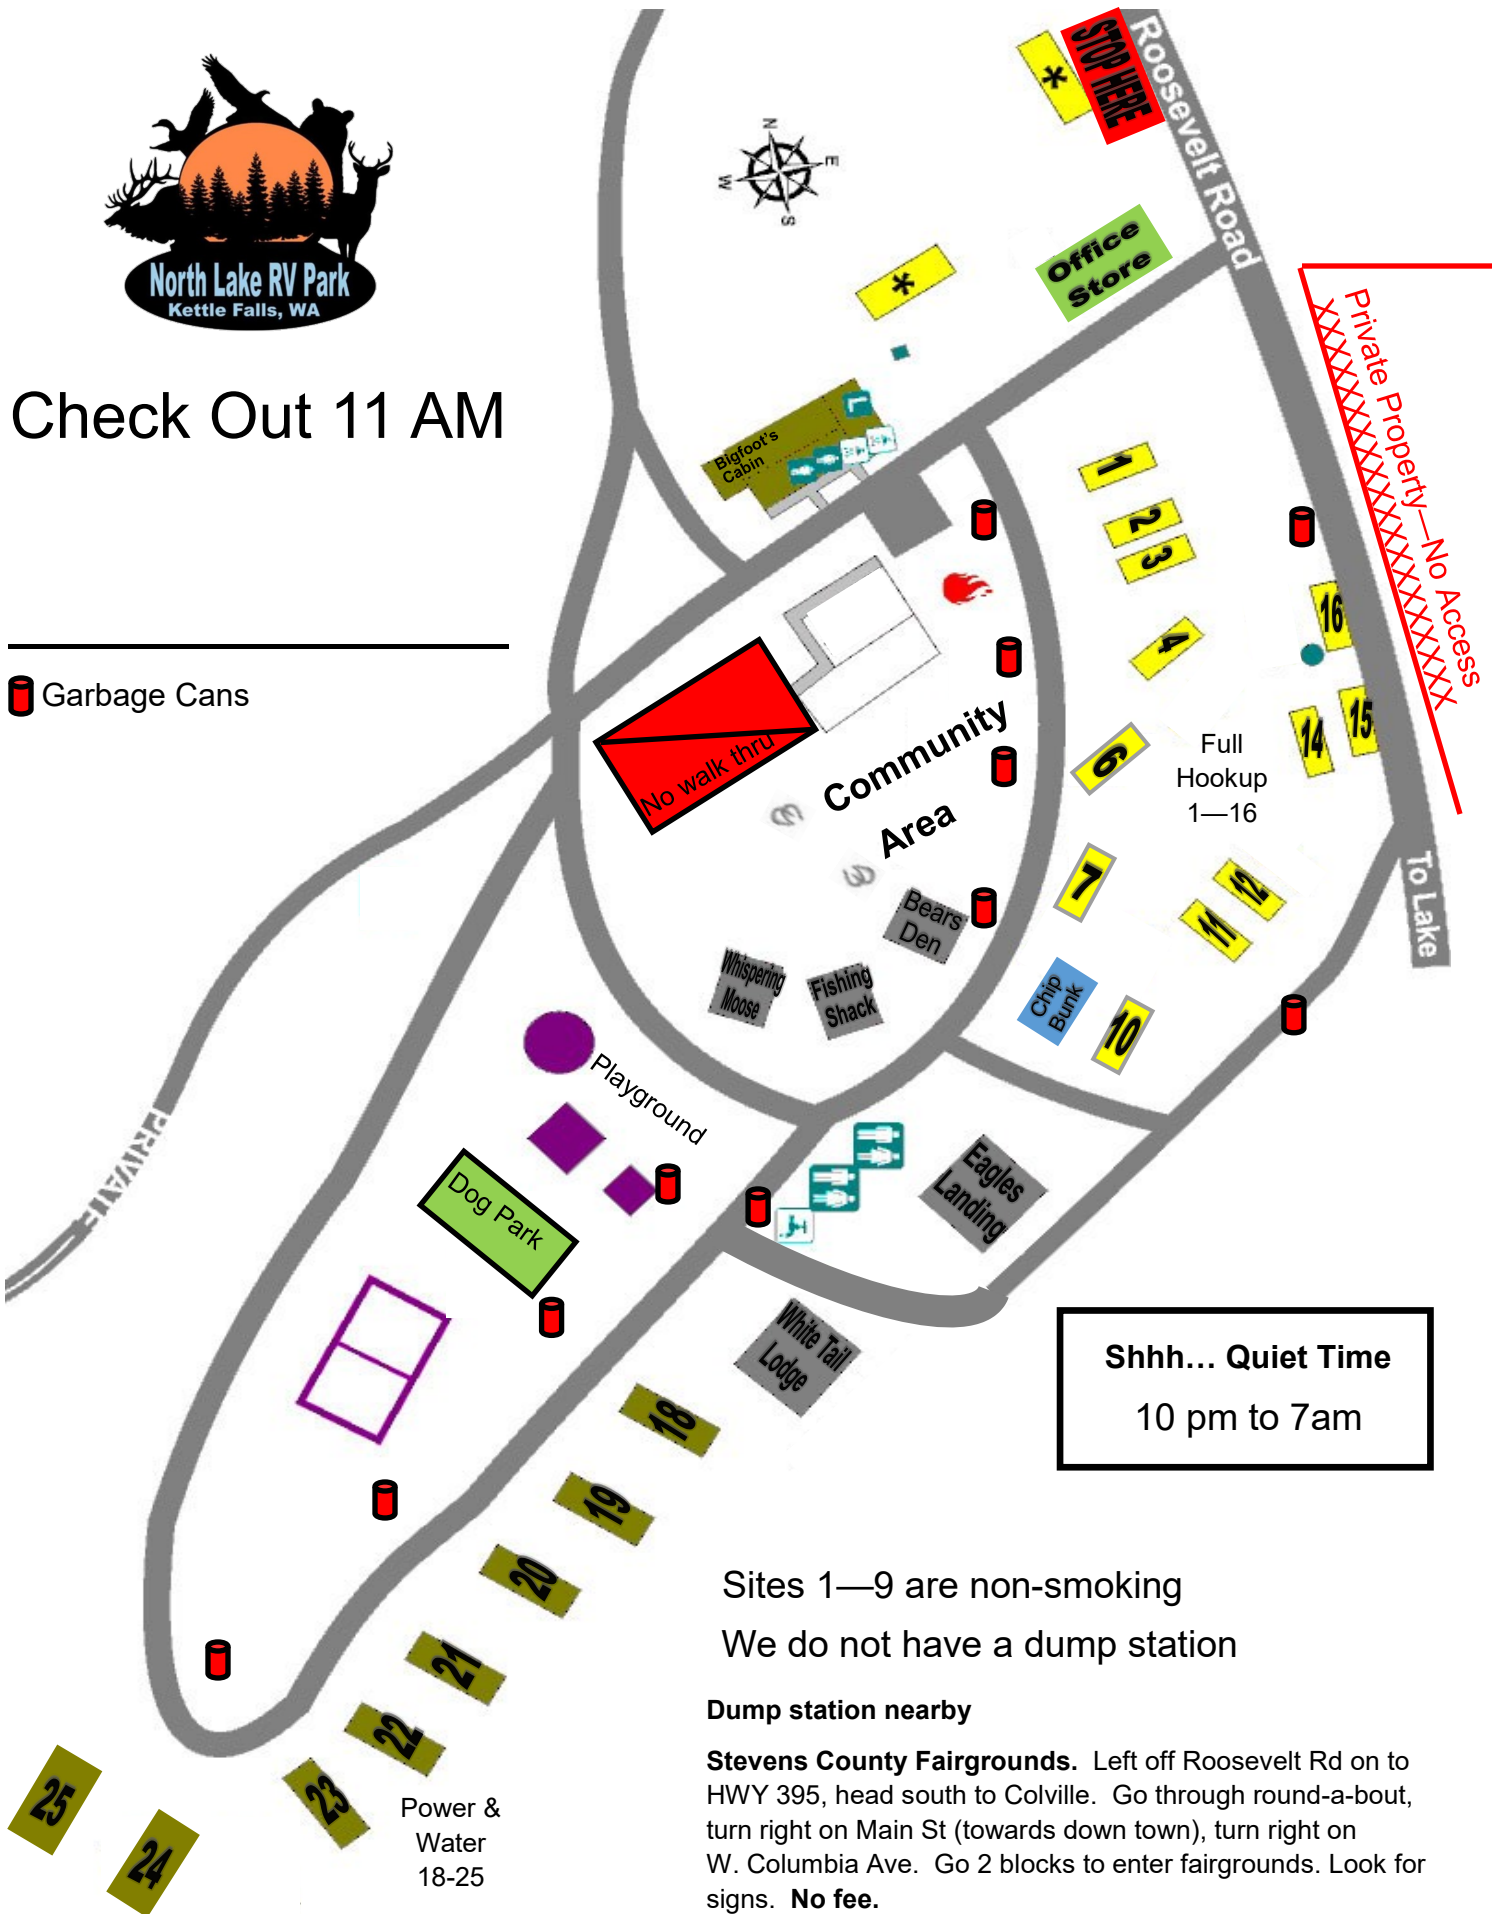 STOP HERE
*
Roosevelt Road
N
E
W
S
Office
Store
*
North Lake RV Park
Kettle Falls, WA
Private Property—No Access
XXXXXXXXXXXXXXXXXXXXXXXXX
Check Out 11 AM
Bigfoot's
Cabin
1
2
3
16
4
Garbage Cans
15
14
Full
Hookup
1—16
6
No walk thru
Community
Area
7
12
11
To Lake
Bears
Den
Whispering
Moose
Fishing
Shack
Chip
Bunk
10
Playground
PRIVATE
Dog Park
Eagles
Landing
White Tail
Lodge
Shhh... Quiet Time
10 pm to 7am
18
19
20
21
22
23
25
24
Power &
Water
18-25
Sites 1—9 are non-smoking
We do not have a dump station
Dump station nearby
Stevens County Fairgrounds.  Left off Roosevelt Rd on to
HWY 395, head south to Colville.  Go through round-a-bout,
turn right on Main St (towards down town), turn right on
W. Columbia Ave.  Go 2 blocks to enter fairgrounds. Look for
signs.  No fee.